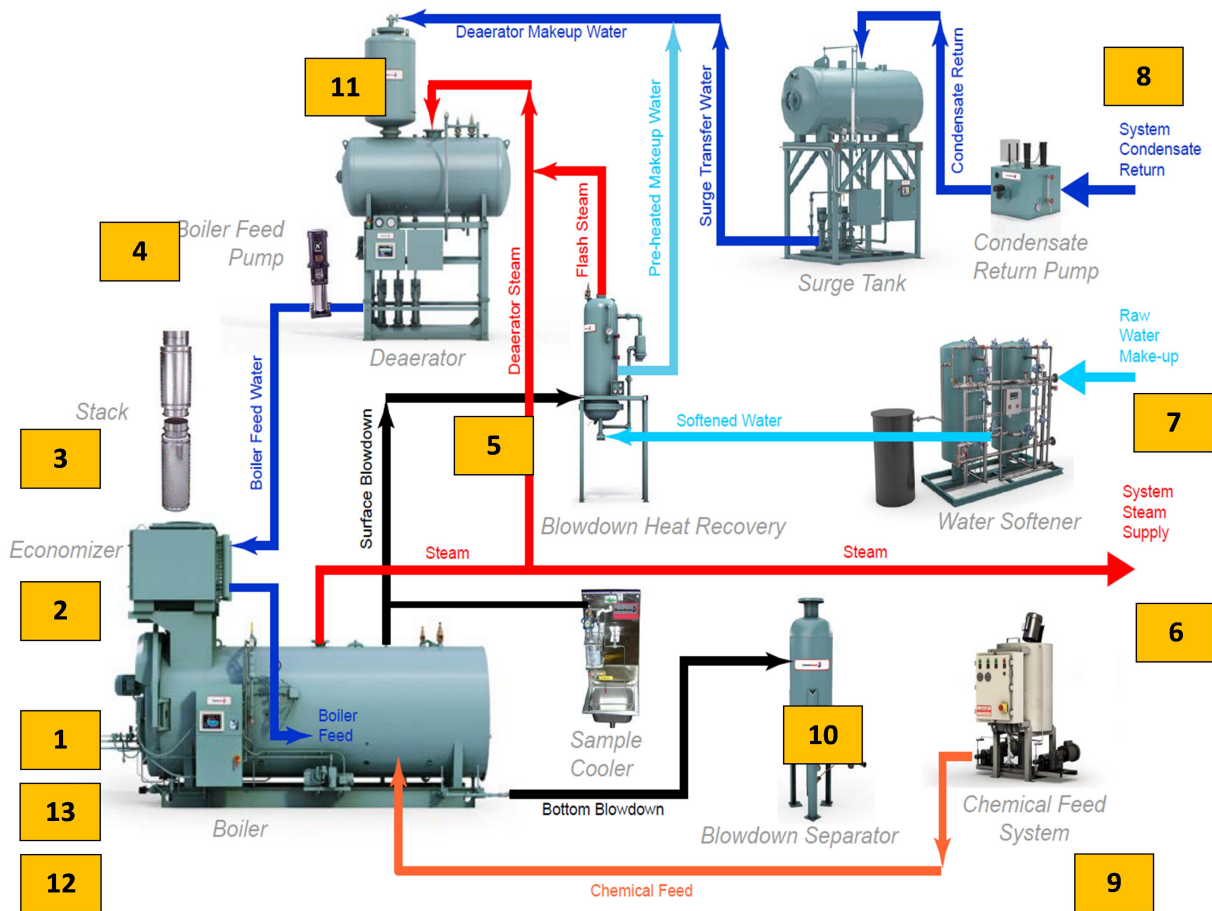 Deaerator Makeup Water
11
8
System
Condensate
Return
Condensate Return
Surge Transfer Water
Pre-heated Makeup Water
4
Boiler Feed
Pump
Flash Steam
Deaerator Steam
Surge Tank
Condensate
Return Pump
Deaerator
Raw
Water
Make-up
Stack
3
Boiler Feed Water
Surface Blowdown
5
Softened Water
7
Blowdown Heat Recovery
Water Softener
System
Steam
Supply
Economizer
Steam
Steam
2
6
1
Boiler
Feed
Sample
Cooler
10
13
Bottom Blowdown
Boiler
Blowdown Separator
Chemical Feed
System
12
Chemical Feed
9